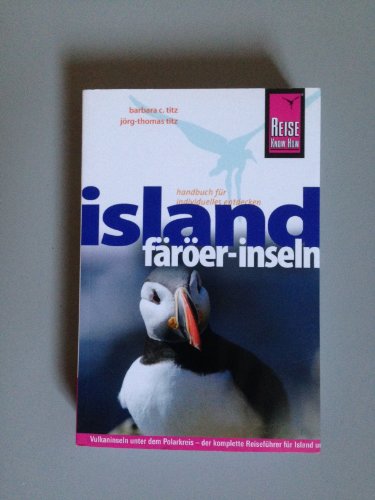 barbara c. titz
jörg-thomas titz
REISE
KNOW-HOW
handbuch für
individuelles entdecken
island
färöer-inseln
Vulkaninseln unter dem Polarkreis – der komplette Reiseführer für Island u